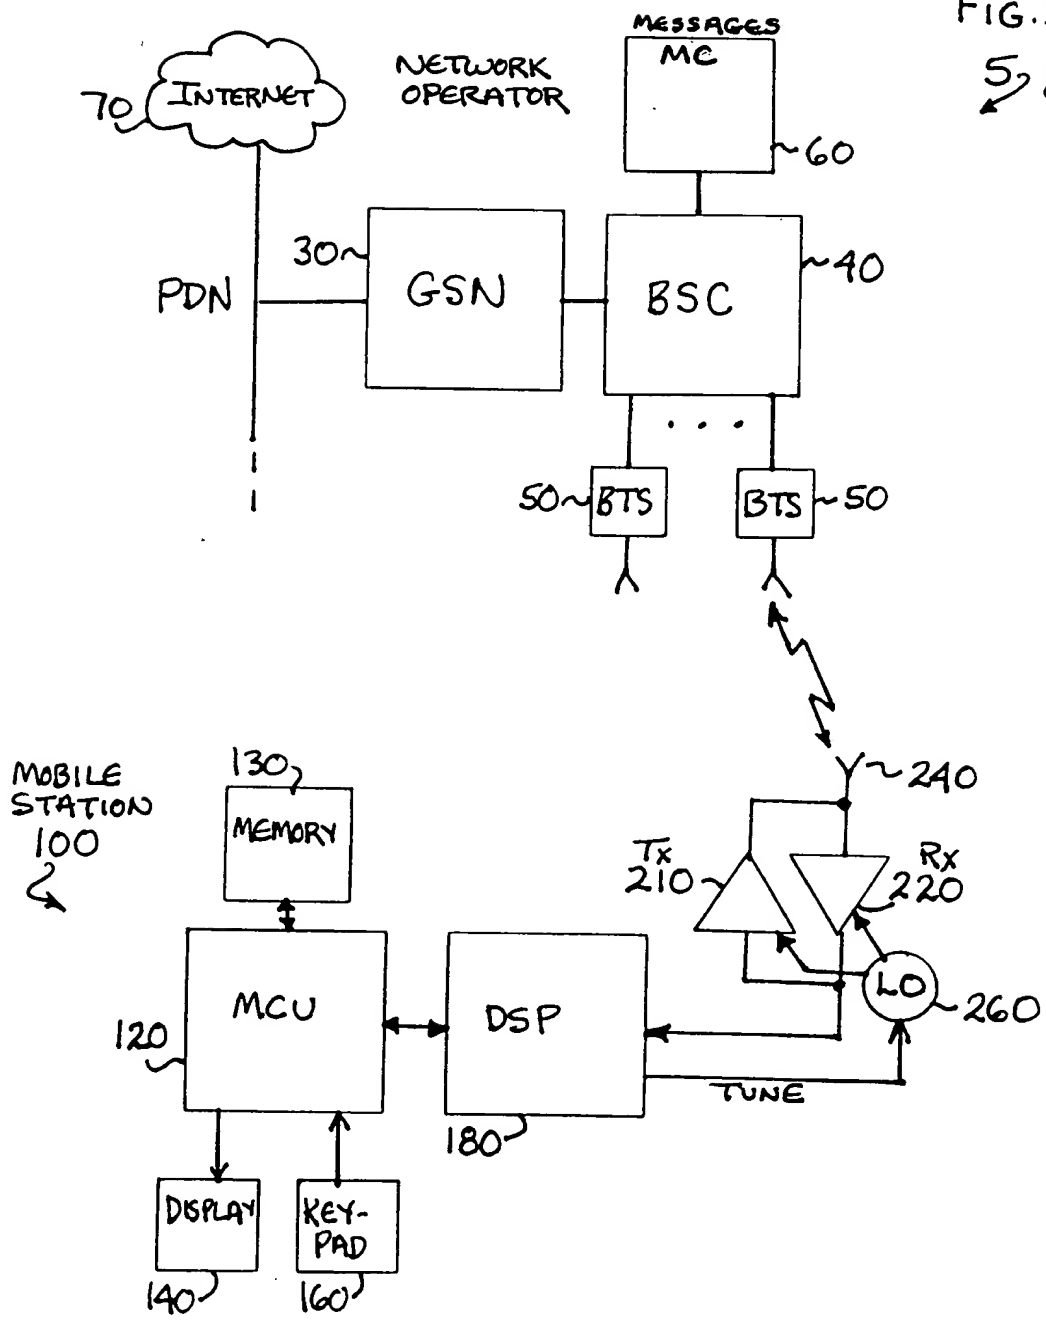 FIG.
5
MESSAGES
MC
60
NETWORK
OPERATOR
INTERNET
70
PDN
30
GSN
BSC
40
50
BTS
BTS
50
240
MOBILE
STATION
100
130
MEMORY
Tx
210
Rx
220
LO
260
MCU
120
DSP
180
TUNE
DISPLAY
140
KEY-
PAD
160